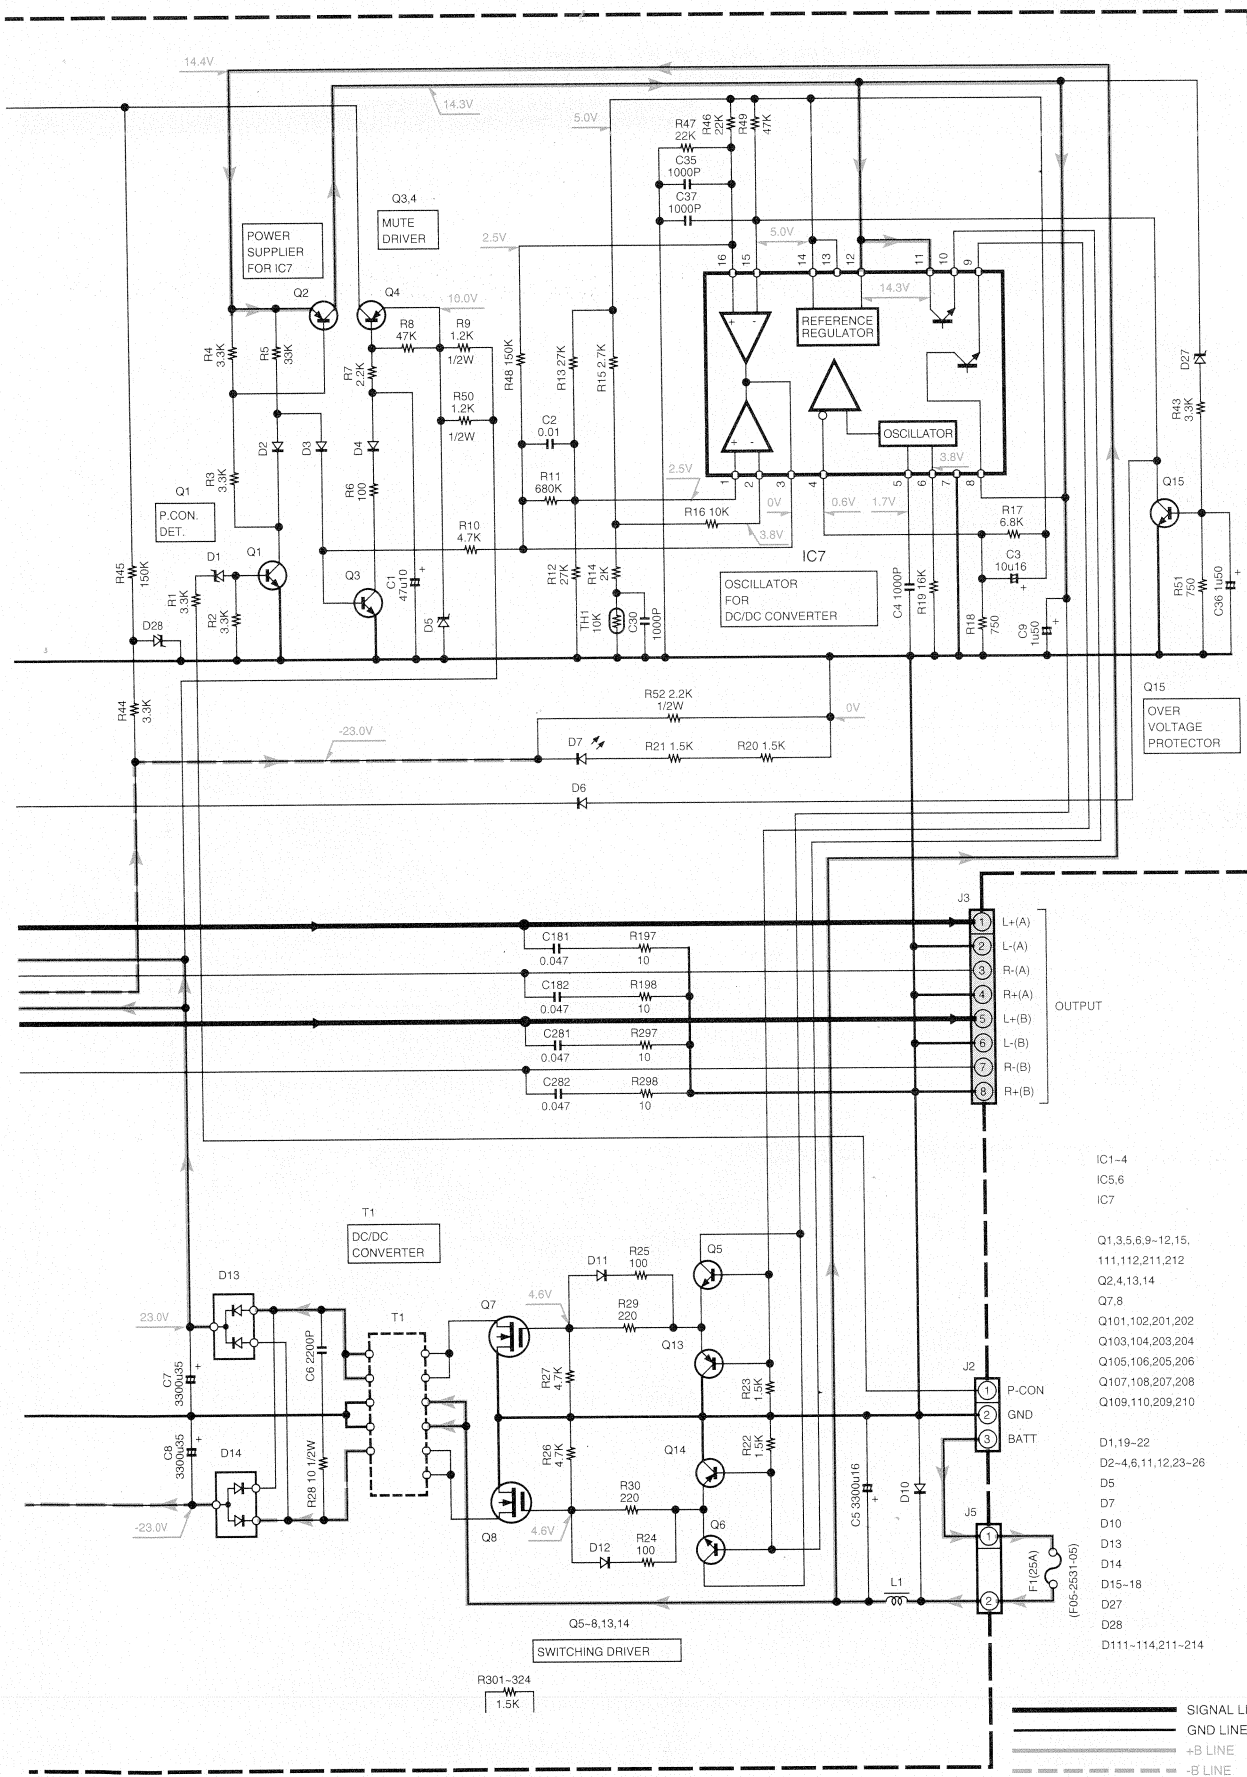 14.4V
14.3V
5.0V
R47
22K
R46
22K
R49
47K
C35
1000P
C37
1000P
Q3,4
MUTE
DRIVER
POWER
SUPPLIER
FOR IC7
2.5V
5.0V
16
15
14
13
12
11
10
9
Q2
Q4
10.0V
14.3V
REFERENCE
REGULATOR
R4
3.3K
R5
33K
R8
47K
R9
1.2K
1/2W
R7
2.2K
R48 150K
R13 27K
R15 2.7K
D27
R50
1.2K
1/2W
C2
0.01
OSCILLATOR
R43
3.3K
D2
D3
D4
3.8V
R3
3.3K
R6
100
R11
680K
2.5V
1
2
3
4
5
6
7
8
Q15
Q1
P.CON.
DET.
0V
0.6V
1.7V
R16 10K
3.8V
R17
6.8K
R10
4.7K
IC7
C3
10u16
D1
Q1
R45
150K
R1
3.3K
R2
3.3K
Q3
C1
47u10
+
D5
R12
27K
R14
2K
TH1
10K
C30
1000P
OSCILLATOR
FOR
DC/DC CONVERTER
C4 1000P
R19 16K
R18
750
C9
1u50
+
R51
750
C36 1u50
+
D28
3
Q15
OVER
VOLTAGE
PROTECTOR
R44
3.3K
R52 2.2K
1/2W
0V
-23.0V
D7
R21 1.5K
R20 1.5K
D6
J3
1
L+(A)
C181
0.047
R197
10
2
L-(A)
3
R-(A)
C182
0.047
R198
10
4
R+(A)
OUTPUT
5
L+(B)
C281
0.047
R297
10
6
L-(B)
7
R-(B)
C282
0.047
R298
10
8
R+(B)
IC1~4
IC5,6
IC7
T1
DC/DC
CONVERTER
Q1,3,5,6,9~12,15,
111,112,211,212
Q2,4,13,14
Q7,8
Q101,102,201,202
Q103,104,203,204
Q105,106,205,206
Q107,108,207,208
Q109,110,209,210
D13
D11
R25
100
Q5
23.0V
T1
Q7
4.6V
R29
220
Q13
C6 2200P
C7
3300u35
+
R27
4.7K
R23
1.5K
J2
1
P-CON
2
GND
3
BATT
C8
3300u35
+
D14
R28 10 1/2W
R26
4.7K
Q14
R22
1.5K
D1,19~22
D2~4,6,11,12,23~26
D5
D7
D10
D13
D14
D15~18
D27
D28
D111~114,211~214
-23.0V
Q8
4.6V
R30
220
Q6
D12
R24
100
C5 3300u16
+
D10
J5
1
2
F1(25A)
(F05-2531-05)
L1
Q5~8,13,14
SWITCHING DRIVER
R301~324
1.5K
SIGNAL LI
GND LINE
+B LINE
-B LINE